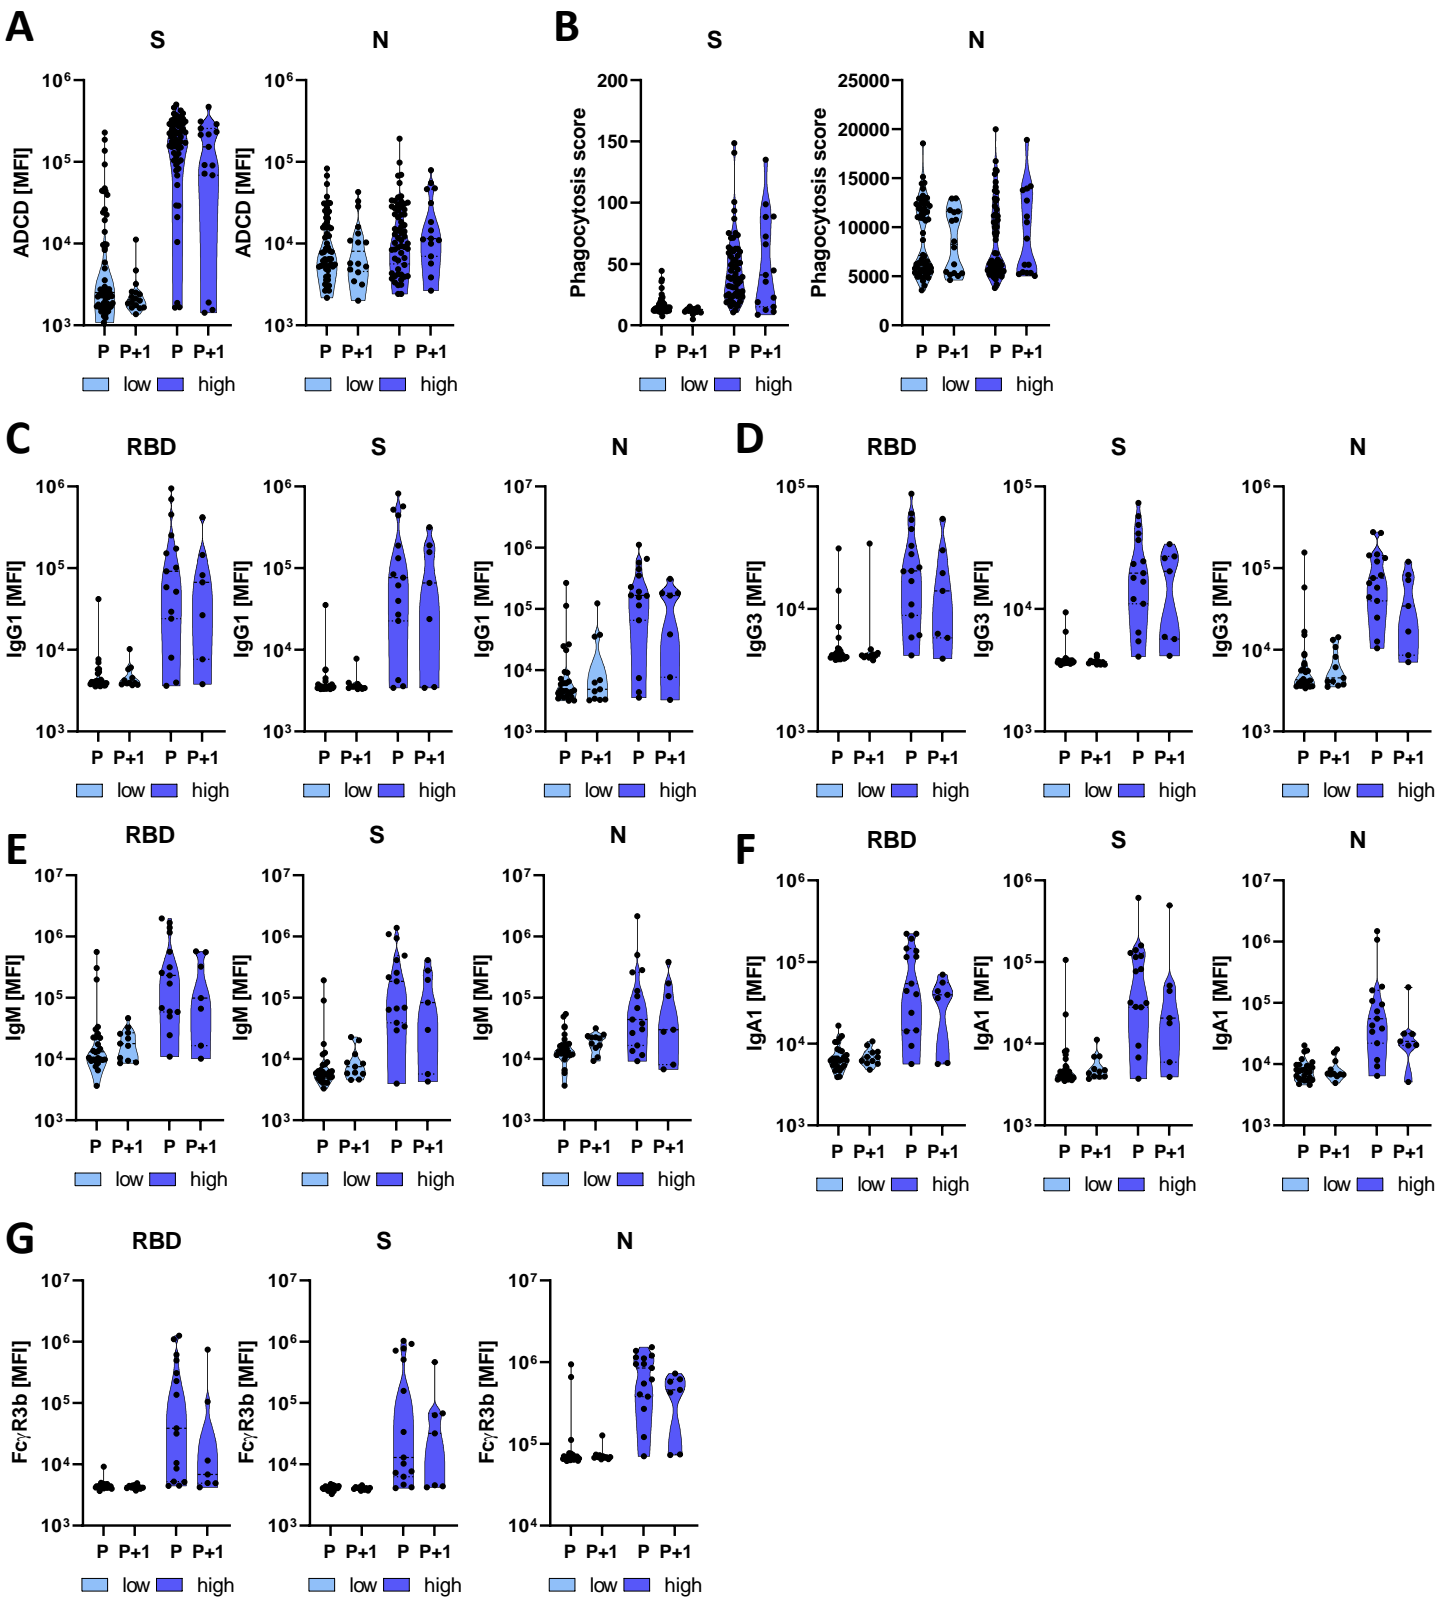 A
B
S
N
S
N
ADCD [MFI]
10⁶
10⁵
10⁴
10³
P P+1 P P+1
low high
ADCD [MFI]
10⁶
10⁵
10⁴
10³
P P+1 P P+1
low high
Phagocytosis score
200
150
100
50
0
P P+1 P P+1
low high
Phagocytosis score
25000
20000
15000
10000
5000
0
P P+1 P P+1
low high
C
D
RBD
S
N
RBD
S
N
IgG1 [MFI]
10⁶
10⁵
10⁴
10³
P P+1 P P+1
low high
IgG1 [MFI]
10⁶
10⁵
10⁴
10³
P P+1 P P+1
low high
IgG1 [MFI]
10⁷
10⁶
10⁵
10⁴
10³
P P+1 P P+1
low high
IgG3 [MFI]
10⁵
10⁴
10³
P P+1 P P+1
low high
IgG3 [MFI]
10⁵
10⁴
10³
P P+1 P P+1
low high
IgG3 [MFI]
10⁶
10⁵
10⁴
10³
P P+1 P P+1
low high
E
F
RBD
S
N
RBD
S
N
IgM [MFI]
10⁷
10⁶
10⁵
10⁴
10³
P P+1 P P+1
low high
IgM [MFI]
10⁷
10⁶
10⁵
10⁴
10³
P P+1 P P+1
low high
IgM [MFI]
10⁷
10⁶
10⁵
10⁴
10³
P P+1 P P+1
low high
IgA1 [MFI]
10⁶
10⁵
10⁴
10³
P P+1 P P+1
low high
IgA1 [MFI]
10⁶
10⁵
10⁴
10³
P P+1 P P+1
low high
IgA1 [MFI]
10⁷
10⁶
10⁵
10⁴
10³
P P+1 P P+1
low high
G
RBD
S
N
FcγR3b [MFI]
10⁷
10⁶
10⁵
10⁴
10³
P P+1 P P+1
low high
FcγR3b [MFI]
10⁷
10⁶
10⁵
10⁴
10³
P P+1 P P+1
low high
FcγR3b [MFI]
10⁷
10⁶
10⁵
10⁴
P P+1 P P+1
low high